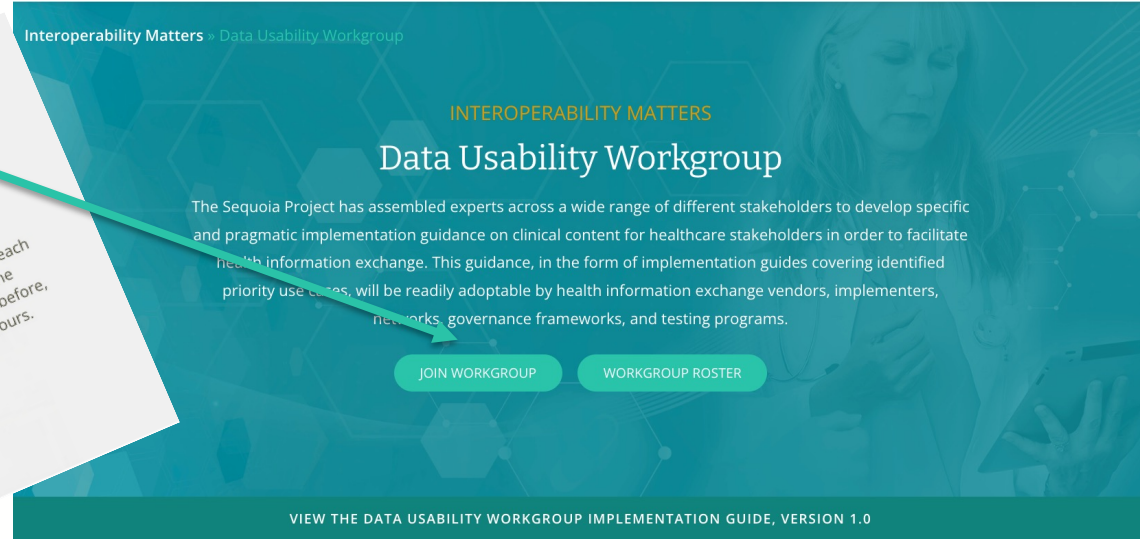 Interoperability Matters » Data Usability Workgroup
INTEROPERABILITY MATTERS
Data Usability Workgroup
The Sequoia Project has assembled experts across a wide range of different stakeholders to develop specific
and pragmatic implementation guidance on clinical content for healthcare stakeholders in order to facilitate
health information exchange. This guidance, in the form of implementation guides covering identified
priority use cases, will be readily adoptable by health information exchange vendors, implementers,
networks, governance frameworks, and testing programs.
JOIN WORKGROUP
WORKGROUP ROSTER
VIEW THE DATA USABILITY WORKGROUP IMPLEMENTATION GUIDE, VERSION 1.0
each
before,
ours.